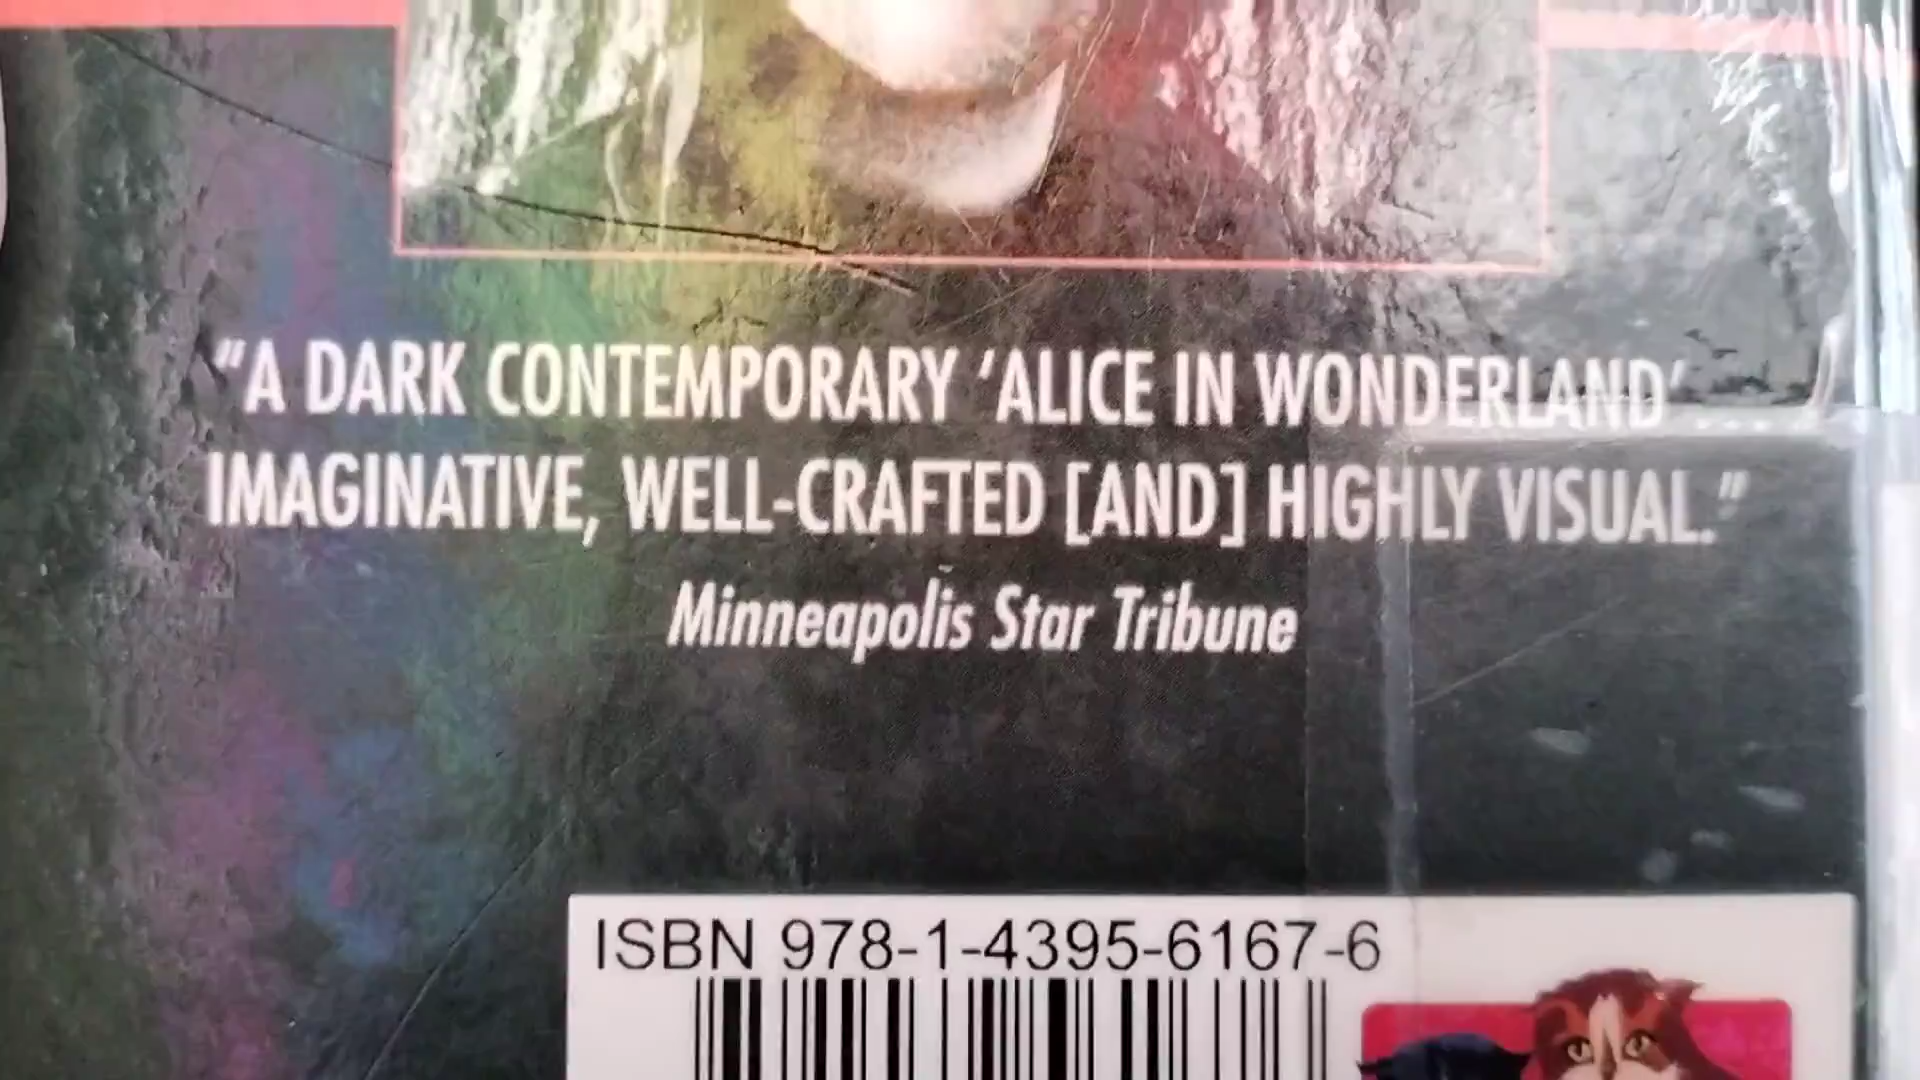 "A DARK CONTEMPORARY 'ALICE IN WONDERLAND' ....
IMAGINATIVE, WELL-CRAFTED [AND] HIGHLY VISUAL."
Minneapolis Star Tribune
ISBN 978-1-4395-6167-6